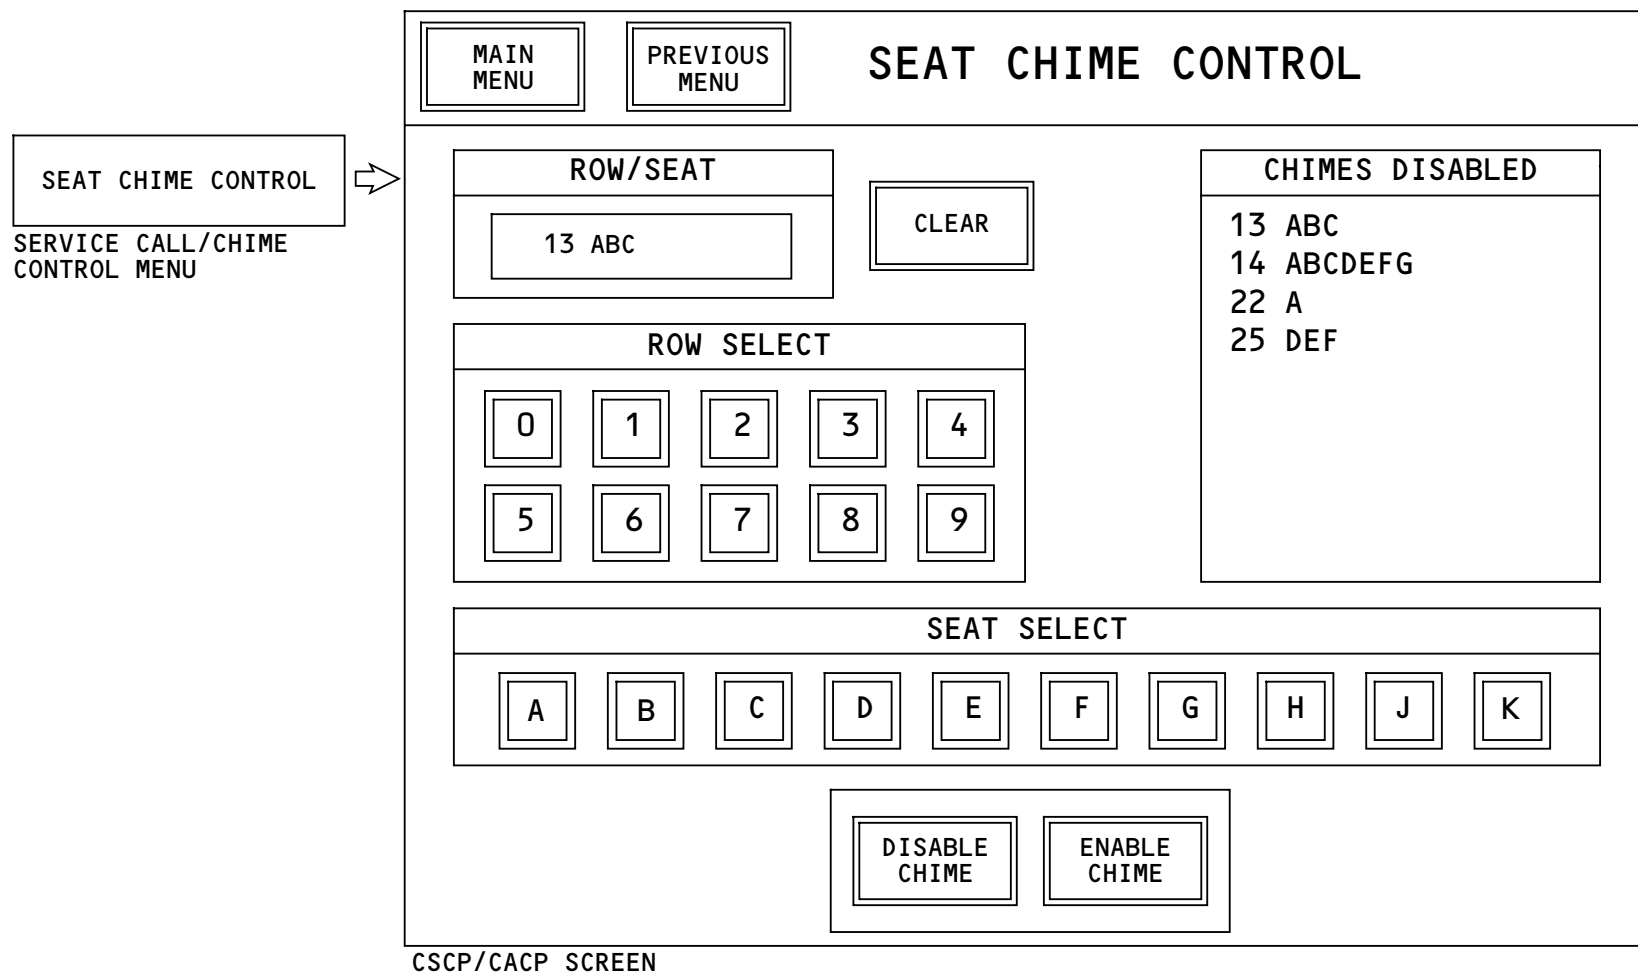 MAIN
MENU
PREVIOUS
MENU
SEAT CHIME CONTROL
SEAT CHIME CONTROL
SERVICE CALL/CHIME
CONTROL MENU
ROW/SEAT
13 ABC
CLEAR
CHIMES DISABLED
13 ABC
14 ABCDEFG
22 A
25 DEF
ROW SELECT
0 1 2 3 4
5 6 7 8 9
SEAT SELECT
A B C D E F G H J K
DISABLE
CHIME
ENABLE
CHIME
CSCP/CACP SCREEN